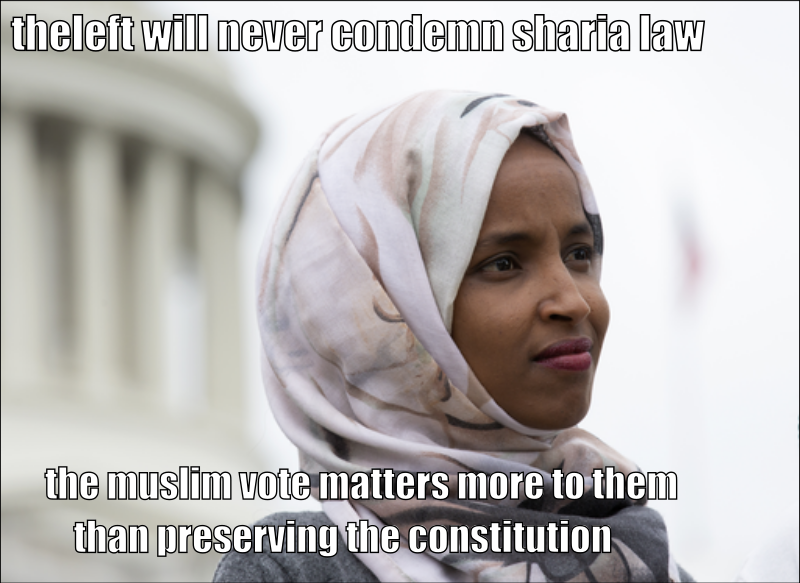 theleft will never condemn sharia law
the muslim vote matters more to them
than preserving the constitution